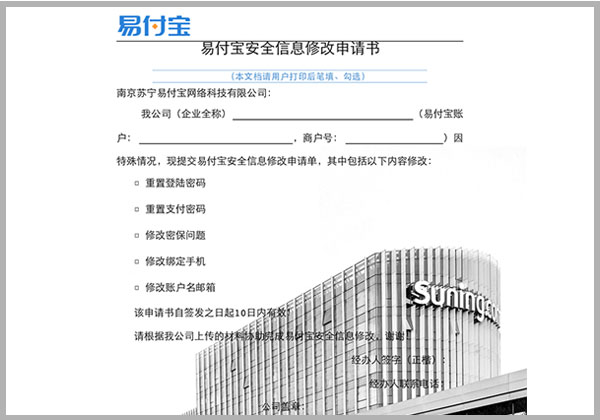 易付宝
易付宝安全信息修改申请书
(本文档请用户打印后笔填、勾选)
南京苏宁易付宝网络科技有限公司：
我公司（企业全称）（易付宝账
户：，商户号：）因
特殊情况，现提交易付宝安全信息修改申请单，其中包括以下内容修改：
重置登陆密码
重置支付密码
修改密保问题
修改绑定手机
修改账户名邮箱
该申请书自签发之日起10日内有效！
请根据我公司上传的材料协助完成易付宝安全信息修改，谢谢！
经办人签字（正楷）：
经办人联系电话：
公司盖章：
Suning.com